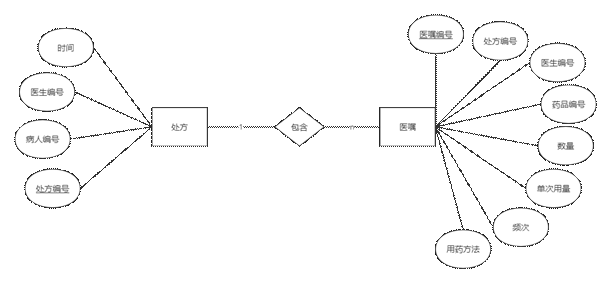 时间
医生编号
病人编号
处方编号
处方
1
包含
n
医嘱
医嘱编号
处方编号
医生编号
药品编号
数量
单次用量
频次
用药方法